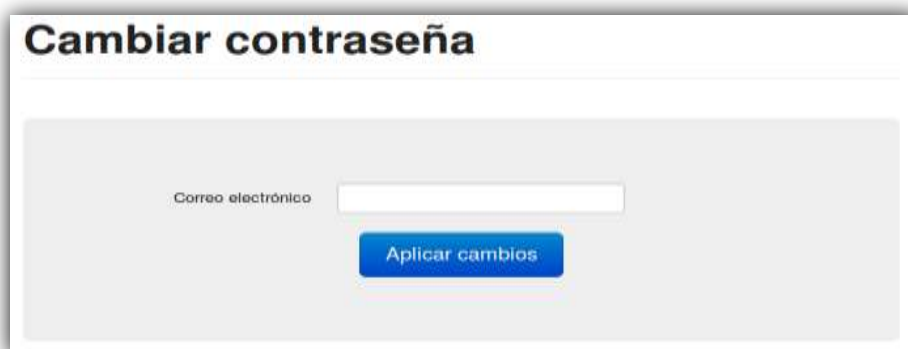 Cambiar contraseña
Correo electrónico
Aplicar cambios